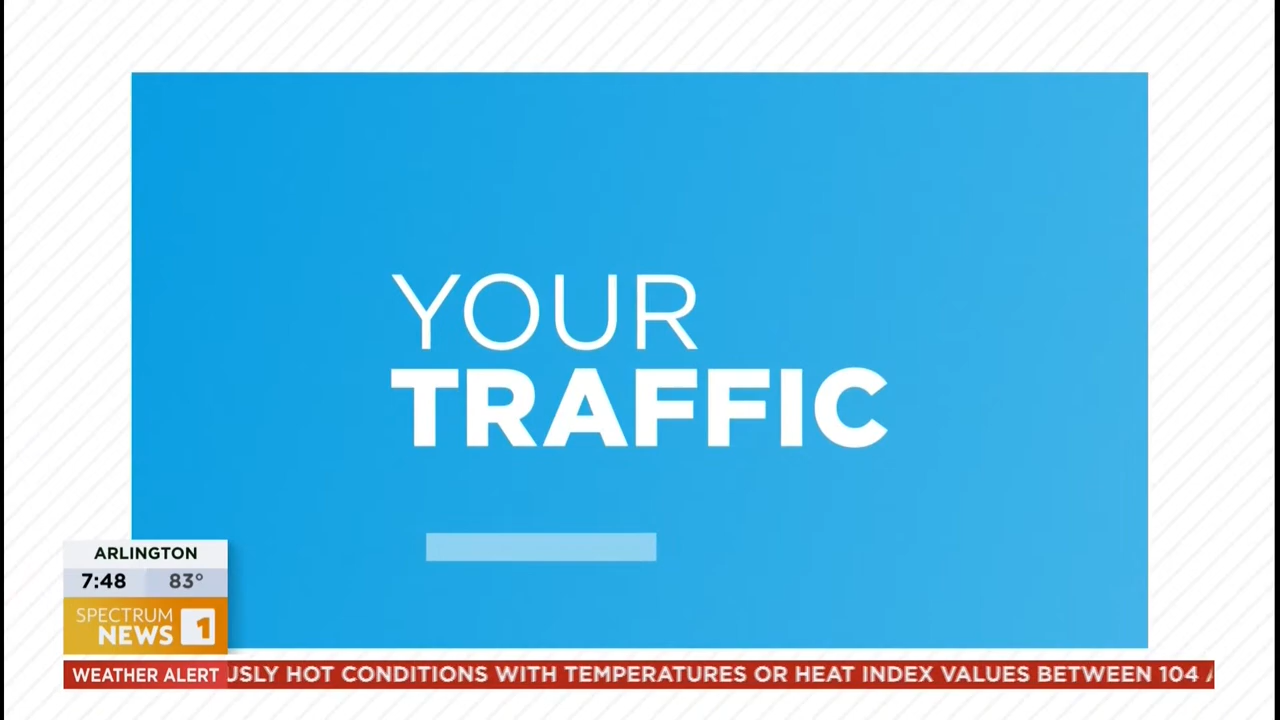 YOUR
TRAFFIC
ARLINGTON
7:48 83°
SPECTRUM
NEWS 1
WEATHER ALERT USLY HOT CONDITIONS WITH TEMPERATURES OR HEAT INDEX VALUES BETWEEN 104